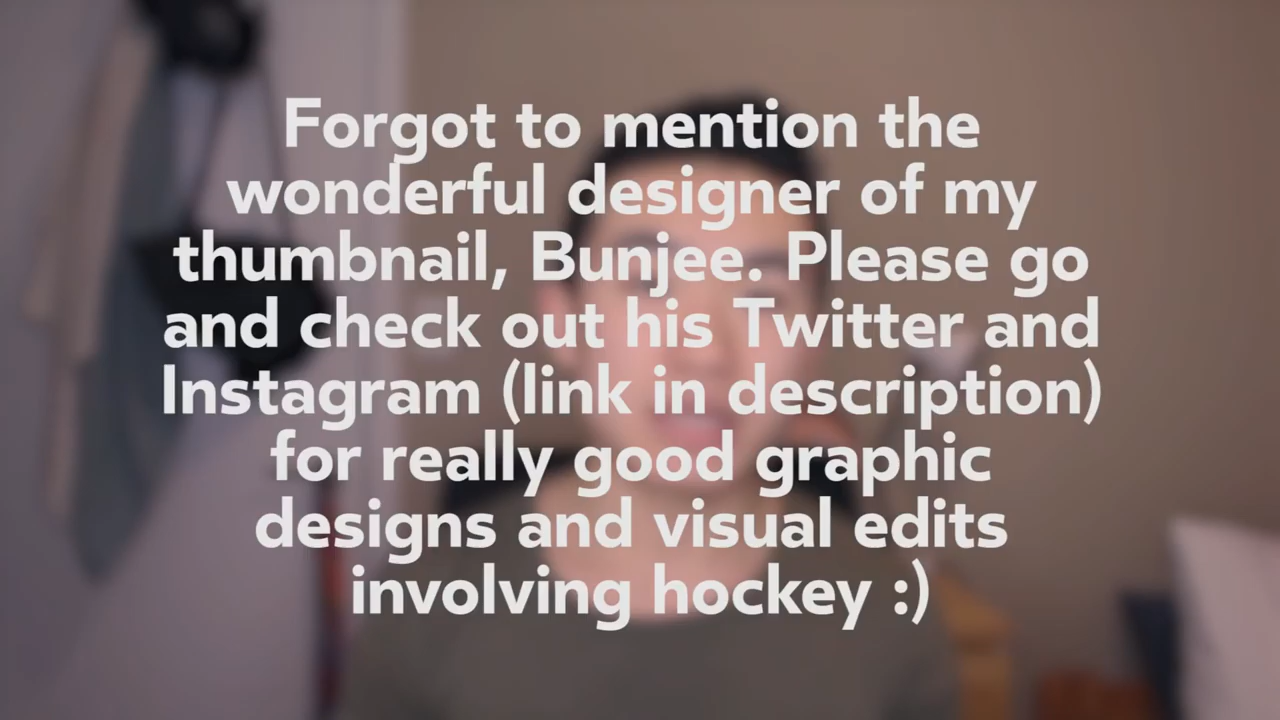 Forgot to mention the
wonderful designer of my
thumbnail, Bunjee. Please go
and check out his Twitter and
Instagram (link in description)
for really good graphic
designs and visual edits
involving hockey :)